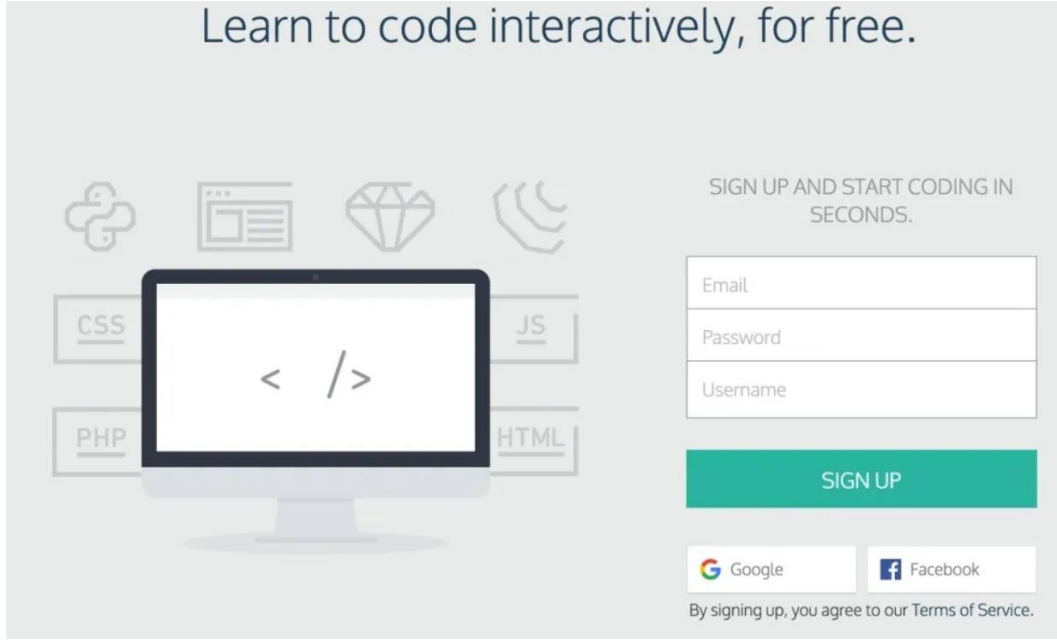 Learn to code interactively, for free.
SIGN UP AND START CODING IN
SECONDS.
Email
Password
Username
CSS
JS
< />
PHP
HTML
SIGN UP
Google
Facebook
By signing up, you agree to our Terms of Service.